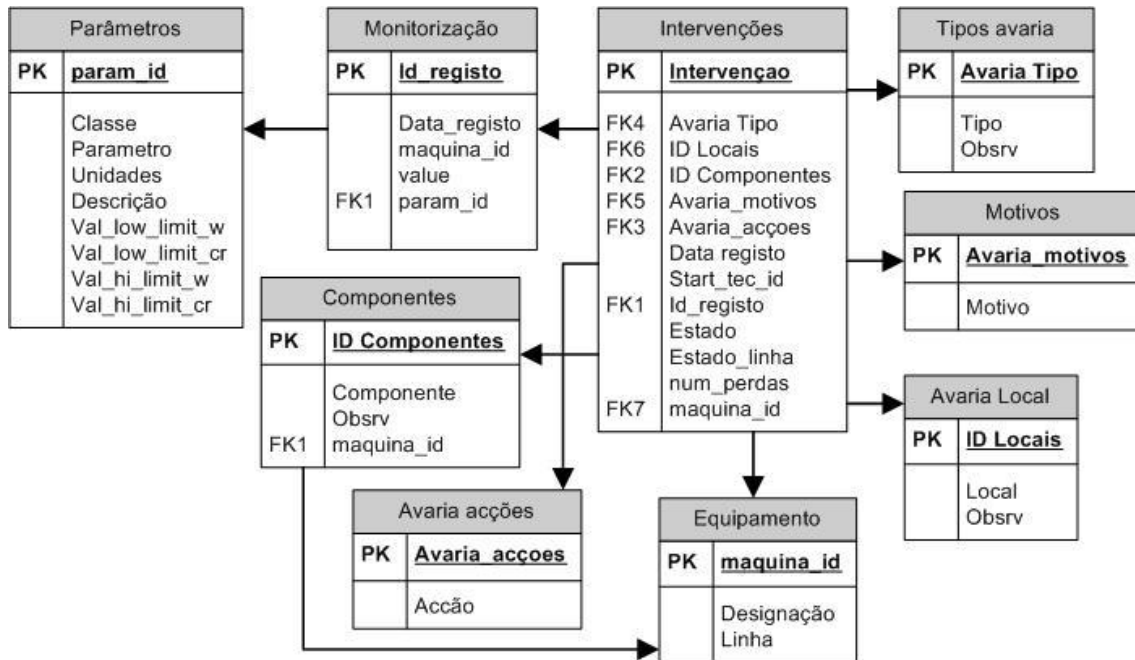 Parâmetros
PK param_id
Classe
Parametro
Unidades
Descrição
Val_low_limit_w
Val_low_limit_cr
Val_hi_limit_w
Val_hi_limit_cr
Monitorização
PK Id_registo
Data_registo
maquina_id
value
FK1 param_id
Intervenções
PK Intervençao
FK4 Avaria Tipo
FK6 ID Locais
FK2 ID Componentes
FK5 Avaria_motivos
FK3 Avaria_acçoes
Data registo
Start_tec_id
FK1 Id_registo
Estado
Estado_linha
num_perdas
FK7 maquina_id
Tipos avaria
PK Avaria Tipo
Tipo
Obsrv
Motivos
PK Avaria_motivos
Motivo
Componentes
PK ID Componentes
Componente
Obsrv
FK1 maquina_id
Avaria Local
PK ID Locais
Local
Obsrv
Avaria acções
PK Avaria_acçoes
Accão
Equipamento
PK maquina_id
Designação
Linha